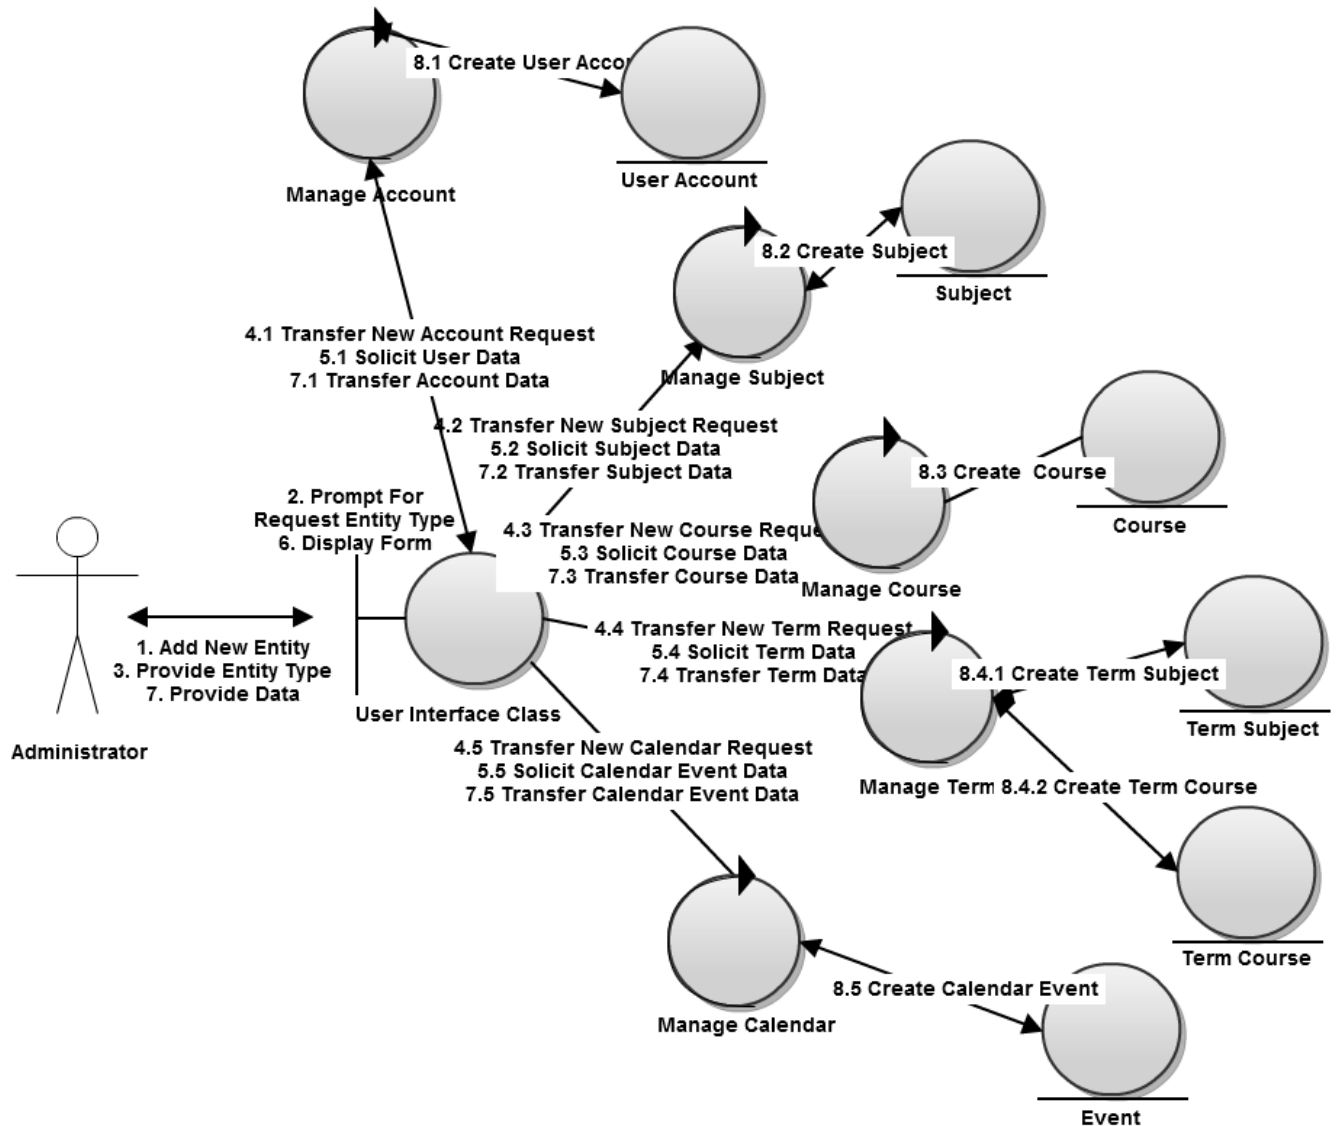 8.1 Create User Accou
User Account
Manage Account
8.2 Create Subject
Subject
4.1 Transfer New Account Request
5.1 Solicit User Data
7.1 Transfer Account Data
Manage Subject
4.2 Transfer New Subject Request
5.2 Solicit Subject Data
7.2 Transfer Subject Data
8.3 Create Course
Course
2. Prompt For
Request Entity Type
6. Display Form
4.3 Transfer New Course Reque
5.3 Solicit Course Data
7.3 Transfer Course Data
Manage Course
1. Add New Entity
3. Provide Entity Type
7. Provide Data
4.4 Transfer New Term Request
5.4 Solicit Term Data
7.4 Transfer Term Data
8.4.1 Create Term Subject
Term Subject
User Interface Class
Administrator
4.5 Transfer New Calendar Request
5.5 Solicit Calendar Event Data
7.5 Transfer Calendar Event Data
Manage Term
8.4.2 Create Term Course
Term Course
8.5 Create Calendar Event
Manage Calendar
Event